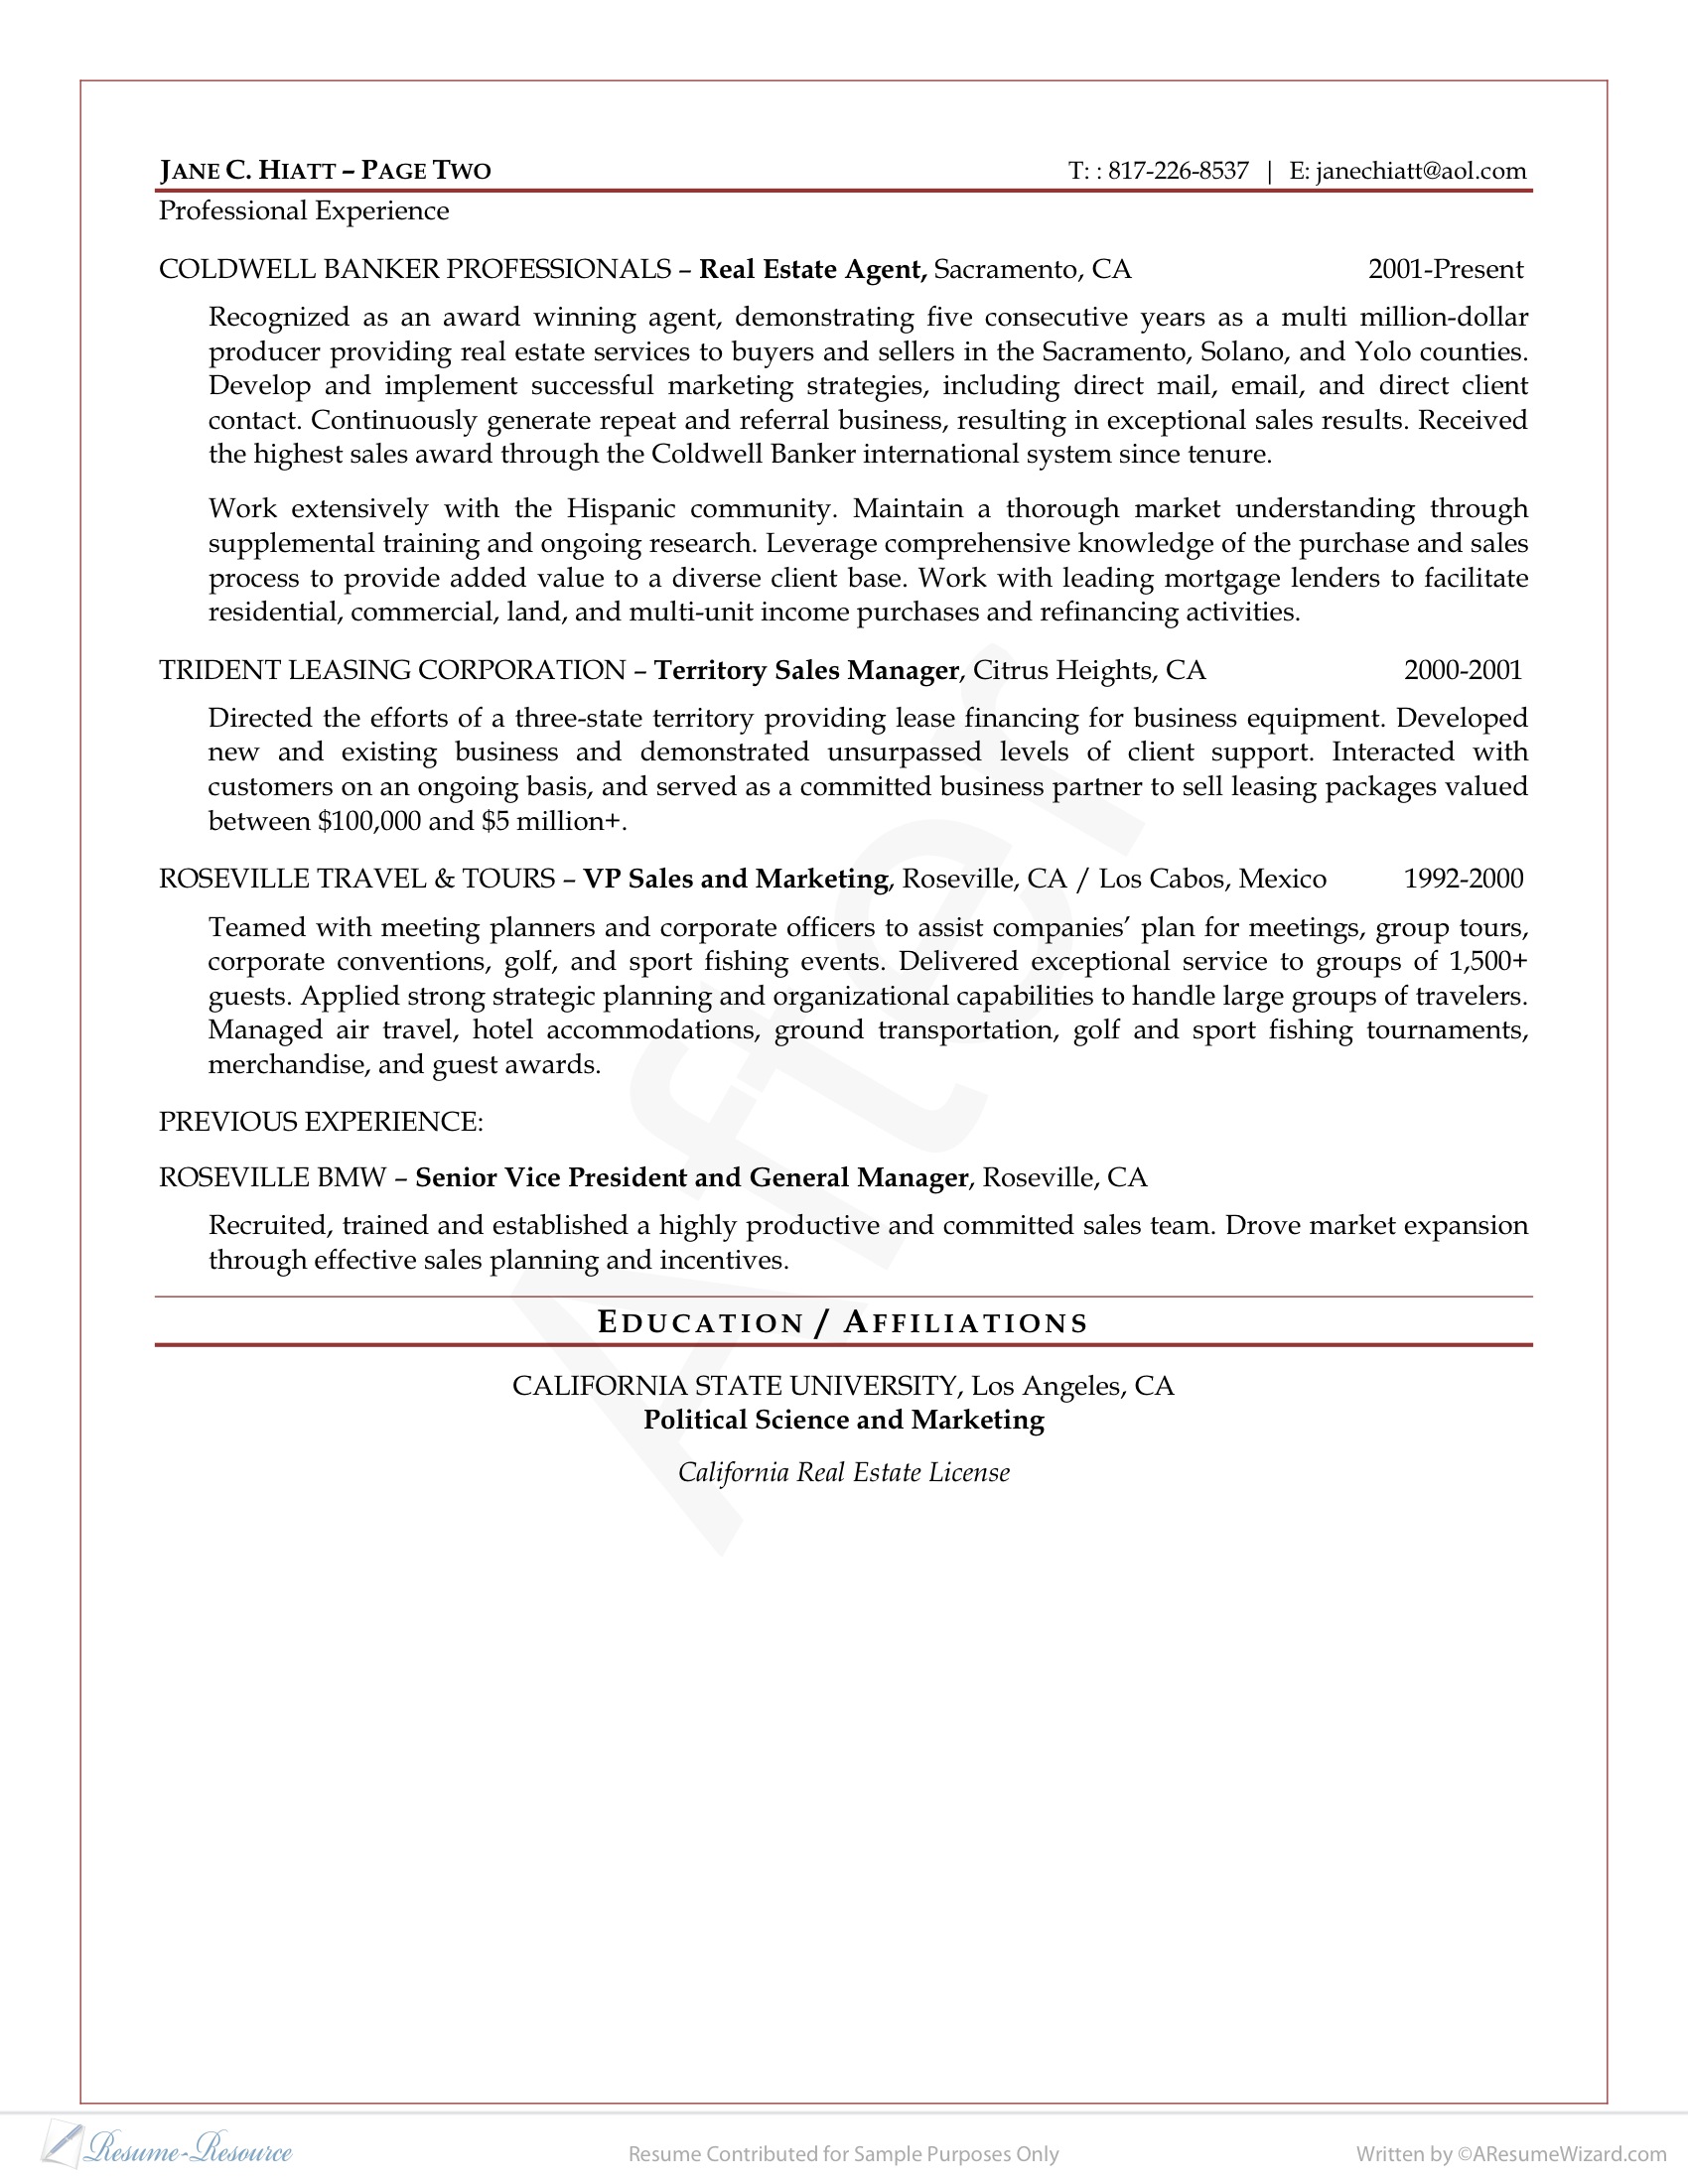 JANE C. HIATT – PAGE TWO T: : 817-226-8537 | E: janechiatt@aol.com
Professional Experience
COLDWELL BANKER PROFESSIONALS – Real Estate Agent, Sacramento, CA 2001-Present
Recognized as an award winning agent, demonstrating five consecutive years as a multi million-dollar
producer providing real estate services to buyers and sellers in the Sacramento, Solano, and Yolo counties.
Develop and implement successful marketing strategies, including direct mail, email, and direct client
contact. Continuously generate repeat and referral business, resulting in exceptional sales results. Received
the highest sales award through the Coldwell Banker international system since tenure.
Work extensively with the Hispanic community. Maintain a thorough market understanding through
supplemental training and ongoing research. Leverage comprehensive knowledge of the purchase and sales
process to provide added value to a diverse client base. Work with leading mortgage lenders to facilitate
residential, commercial, land, and multi-unit income purchases and refinancing activities.
TRIDENT LEASING CORPORATION – Territory Sales Manager, Citrus Heights, CA 2000-2001
Directed the efforts of a three-state territory providing lease financing for business equipment. Developed
new and existing business and demonstrated unsurpassed levels of client support. Interacted with
customers on an ongoing basis, and served as a committed business partner to sell leasing packages valued
between $100,000 and $5 million+.
ROSEVILLE TRAVEL & TOURS – VP Sales and Marketing, Roseville, CA / Los Cabos, Mexico 1992-2000
Teamed with meeting planners and corporate officers to assist companies’ plan for meetings, group tours,
corporate conventions, golf, and sport fishing events. Delivered exceptional service to groups of 1,500+
guests. Applied strong strategic planning and organizational capabilities to handle large groups of travelers.
Managed air travel, hotel accommodations, ground transportation, golf and sport fishing tournaments,
merchandise, and guest awards.
PREVIOUS EXPERIENCE:
ROSEVILLE BMW – Senior Vice President and General Manager, Roseville, CA
Recruited, trained and established a highly productive and committed sales team. Drove market expansion
through effective sales planning and incentives.
EDUCATION / AFFILIATIONS
CALIFORNIA STATE UNIVERSITY, Los Angeles, CA
Political Science and Marketing
California Real Estate License
After
Resume-Resource Resume Contributed for Sample Purposes Only Written by ©AResumeWizard.com